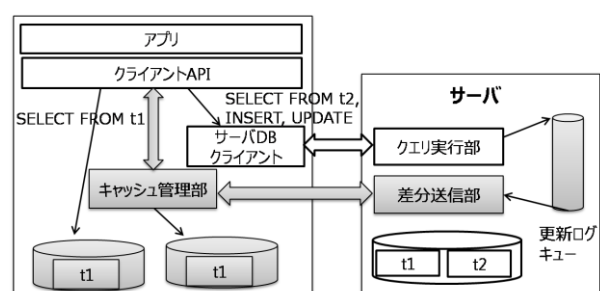 アプリ
クライアントAPI
SELECT FROM t1
SELECT FROM t2,
INSERT, UPDATE
サーバDB
クライアント
キャッシュ管理部
t1
t1
サーバ
クエリ実行部
差分送信部
更新ログ
キュー
t1
t2